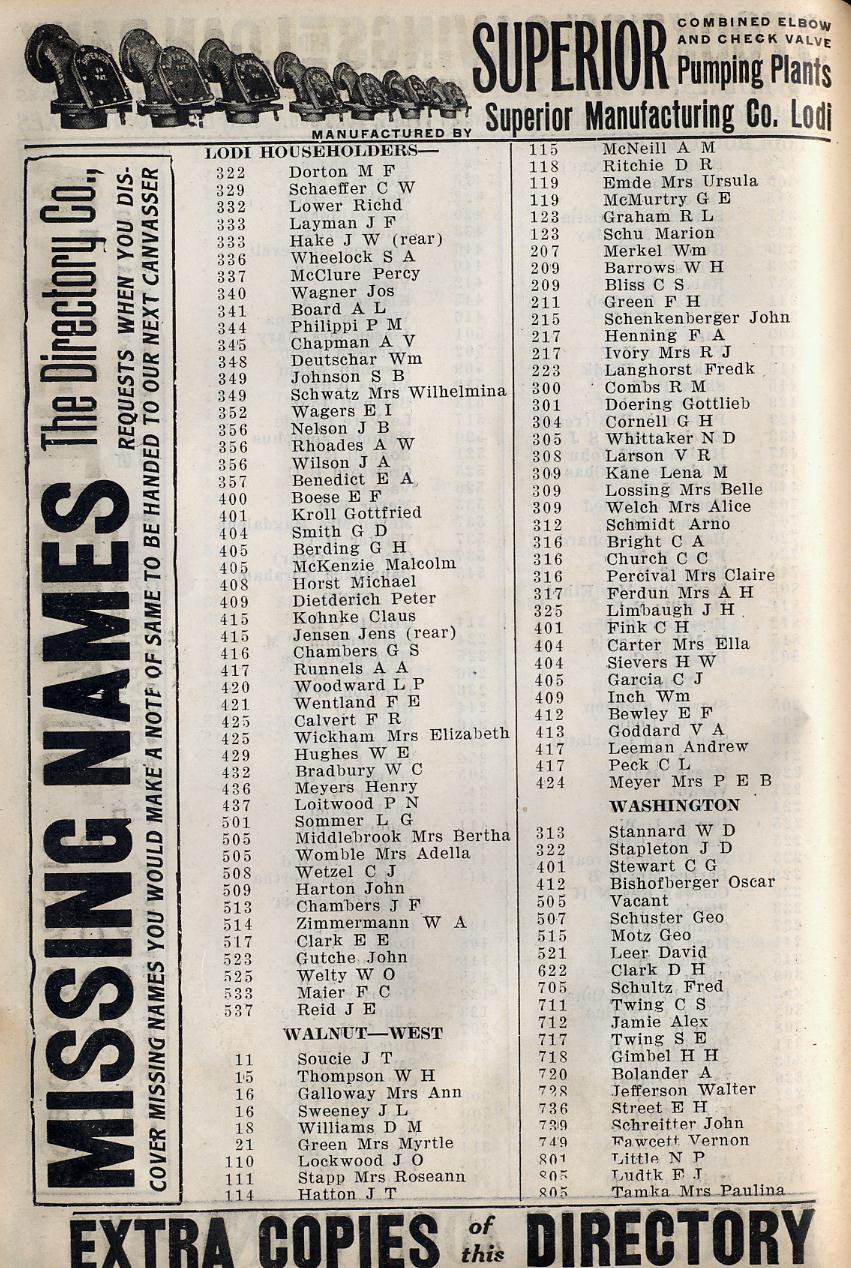 SUPERIOR COMBINED ELBOW
AND CHECK VALVE
Pumping Plants
MANUFACTURED BY Superior Manufacturing Co. Lodi
MISSING NAMES The Directory Co.,
REQUESTS WHEN YOU DIS-
COVER MISSING NAMES YOU WOULD MAKE A NOTE OF SAME TO BE HANDED TO OUR NEXT CANVASSER
LODI HOUSEHOLDERS—
322 Dorton M F
329 Schaeffer C W
332 Lower Richd
333 Layman J F
333 Hake J W (rear)
336 Wheelock S A
337 McClure Percy
340 Wagner Jos
341 Board A L
344 Philippi P M
345 Chapman A V
348 Deutschar Wm
349 Johnson S B
349 Schwatz Mrs Wilhelmina
352 Wagers E I
356 Nelson J B
356 Rhoades A W
356 Wilson J A
357 Benedict E A
400 Boese E F
401 Kroll Gottfried
404 Smith G D
405 Berding G H
405 McKenzie Malcolm
408 Horst Michael
409 Dietderich Peter
415 Kohnke Claus
415 Jensen Jens (rear)
416 Chambers G S
417 Runnels A A
420 Woodward L P
421 Wentland F E
425 Calvert F R
425 Wickham Mrs Elizabeth
429 Hughes W E
432 Bradbury W C
436 Meyers Henry
437 Loitwood P N
501 Sommer L G
505 Middlebrook Mrs Bertha
505 Womble Mrs Adella
508 Wetzel C J
509 Harton John
513 Chambers J F
514 Zimmermann W A
517 Clark E E
523 Gutche John
525 Welty W O
533 Maier F C
537 Reid J E
WALNUT—WEST
11 Soucie J T
15 Thompson W H
16 Galloway Mrs Ann
16 Sweeney J L
18 Williams D M
21 Green Mrs Myrtle
110 Lockwood J O
111 Stapp Mrs Roseann
114 Hatton J T
115 McNeill A M
118 Ritchie D R
119 Emde Mrs Ursula
119 McMurtry G E
123 Graham R L
123 Schu Marion
207 Merkel Wm
209 Barrows W H
209 Bliss C S
211 Green F H
215 Schenkenberger John
217 Henning F A
217 Ivory Mrs R J
223 Langhorst Fredk
300 Combs R M
301 Doering Gottlieb
304 Cornell G H
305 Whittaker N D
308 Larson V R
309 Kane Lena M
309 Lossing Mrs Belle
309 Welch Mrs Alice
312 Schmidt Arno
316 Bright C A
316 Church C C
316 Percival Mrs Claire
317 Ferdun Mrs A H
325 Limbaugh J H
401 Fink C H
404 Carter Mrs Ella
404 Sievers H W
405 Garcia C J
409 Inch Wm
412 Bewley E F
413 Goddard V A
417 Leeman Andrew
417 Peck C L
424 Meyer Mrs P E B
WASHINGTON
313 Stannard W D
322 Stapleton J D
401 Stewart C G
412 Bishofberger Oscar
505 Vacant
507 Schuster Geo
515 Motz Geo
521 Leer David
622 Clark D H
705 Schultz Fred
711 Twing C S
712 Jamie Alex
717 Twing S E
718 Gimbel H H
720 Bolander A
728 Jefferson Walter
736 Street E H
739 Schreitter John
749 Fawcett Vernon
801 Little N P
805 Ludtk E J
805 Tamka Mrs Paulina
EXTRA COPIES of this DIRECTORY